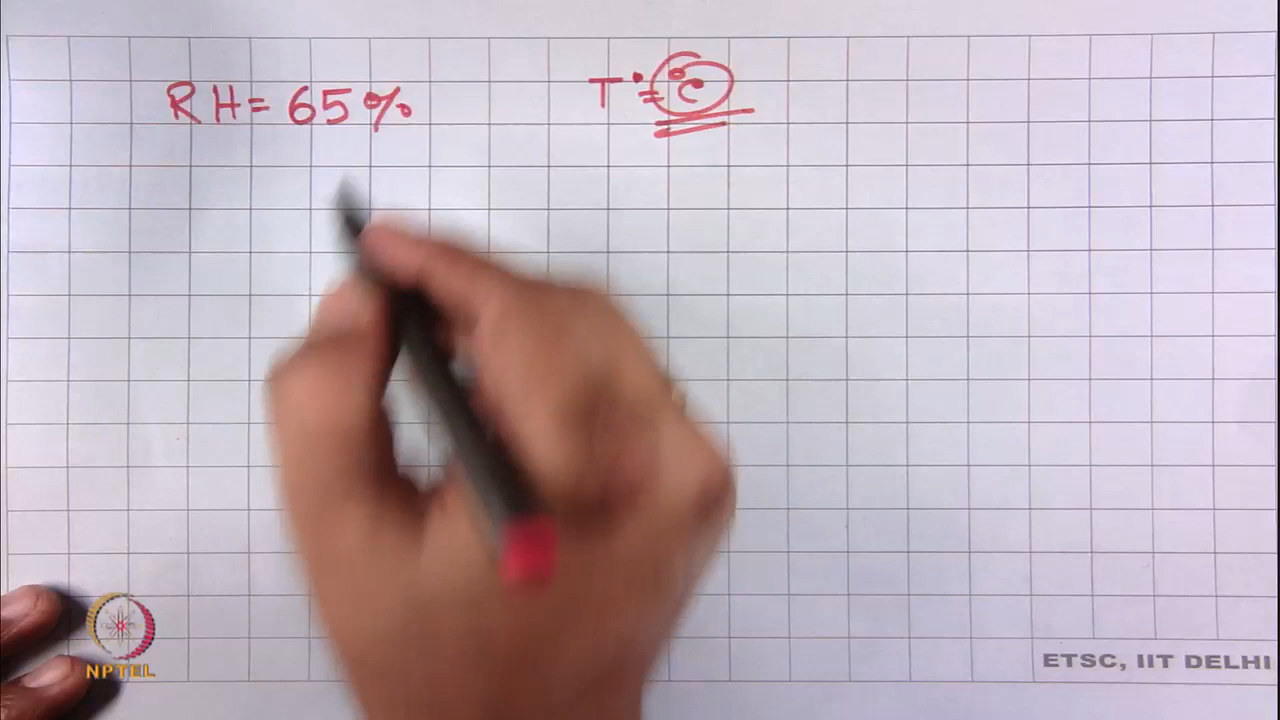 RH = 65%
T = °C
NPTEL
ETSC, IIT DELHI